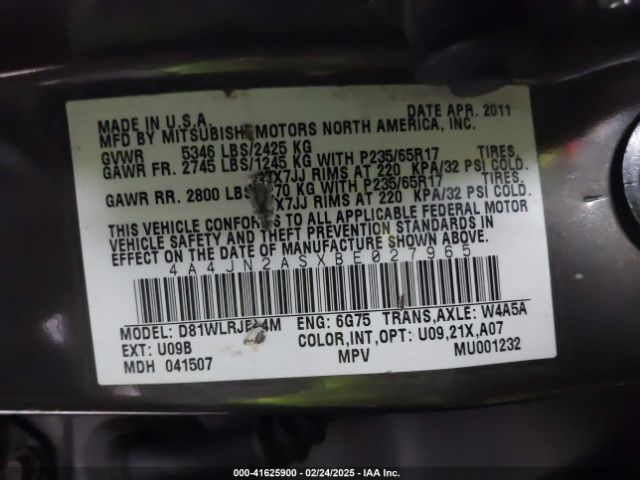 MADE IN U.S.A. DATE APR. 2011
MFD BY MITSUBISHI MOTORS NORTH AMERICA, INC.
GVWR 5346 LBS/2425 KG
GAWR FR. 2745 LBS/1245 KG WITH P235/65R17 TIRES,
X7JJ RIMS AT 220 KPA/32 PSI COLD.
GAWR RR. 2800 LBS 70 KG WITH P235/65R17 TIRES,
X7JJ RIMS AT 220 KPA/32 PSI COLD.
THIS VEHICLE CONFORMS TO ALL APPLICABLE FEDERAL MOTOR
VEHICLE SAFETY AND THEFT PREVENTION STANDARDS IN
EFFECT ON THE DATE OF MANUFACTURE SHOWN ABOVE.
4A4JN2ASXBE027965
MODEL: ENG: 6G75 TRANS,AXLE: W4A5A
EXT: U09B COLOR,INT,OPT: U09,21X,A07
MDH 041507 MPV MU001232
000-41625900 - 02/24/2025 - IAA Inc.